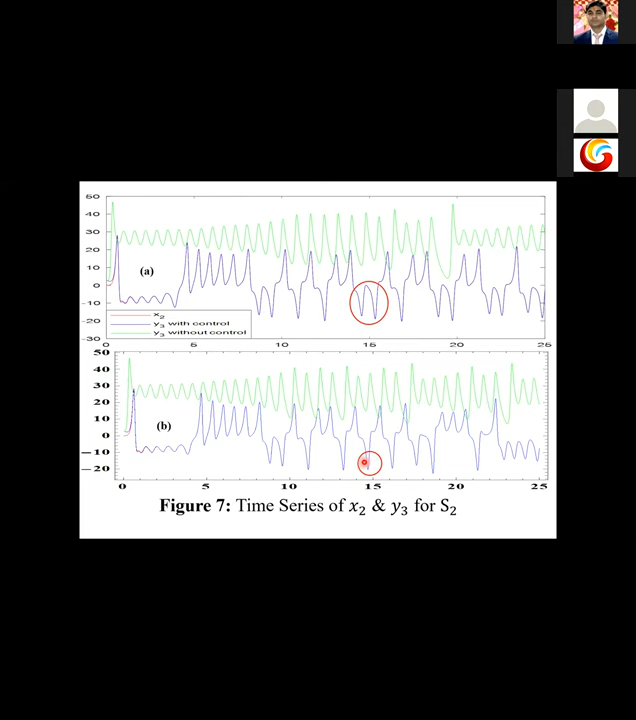 50
40
30
20
10
0
-10
-20
-30
(a)
x₂
y₃ with control
y₃ without control
0 5 10 15 20 25
50
40
30
20
10
0
−10
−20
(b)
0 5 10 15 20 25
Figure 7: Time Series of x₂ & y₃ for S₂